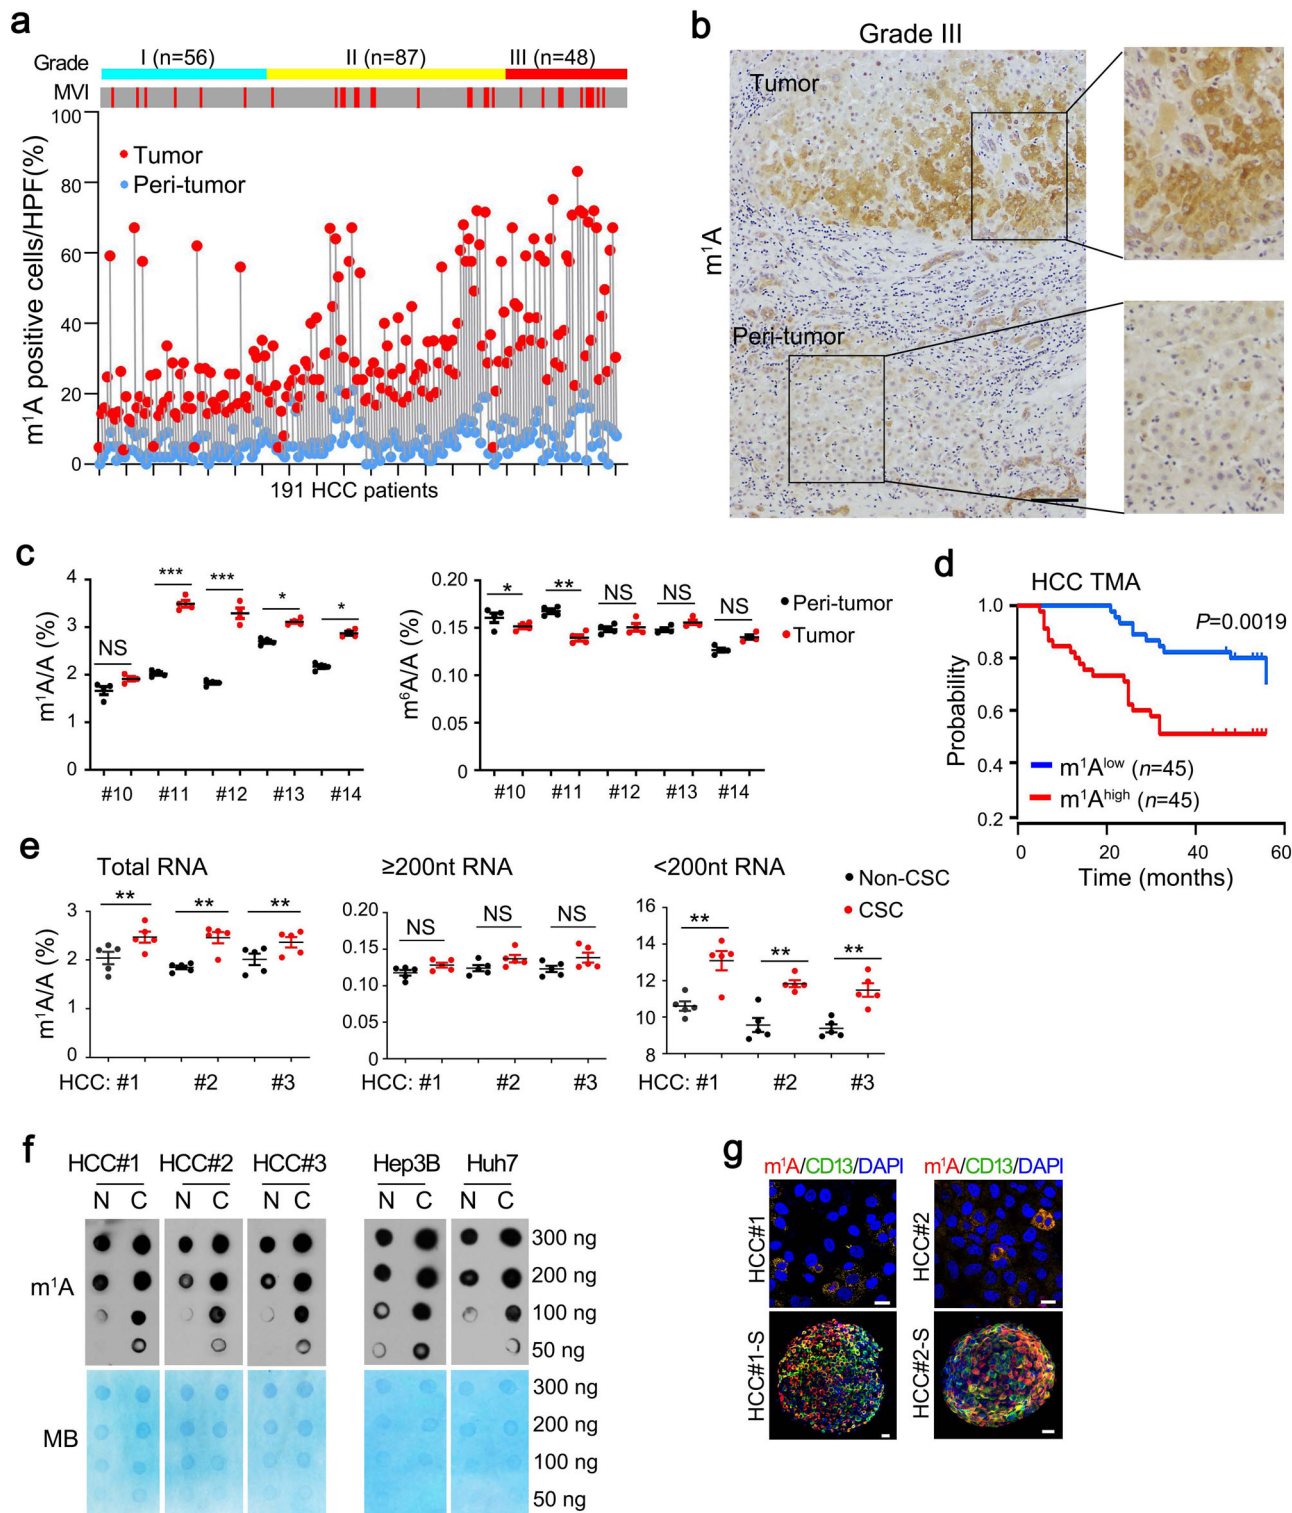 a
Grade I (n=56) II (n=87) III (n=48)
MVI
m¹A positive cells/HPF(%)
100
80
60
40
20
0
Tumor
Peri-tumor
191 HCC patients
b
Grade III
m¹A
Tumor
Peri-tumor
c
m¹A/A (%)
4
3
2
1
0
NS *** *** * *
#10 #11 #12 #13 #14
m⁶A/A (%)
0.20
0.15
0.10
0.05
0
* ** NS NS NS
#10 #11 #12 #13 #14
Peri-tumor
Tumor
d
HCC TMA
P=0.0019
Probability
1.0
0.8
0.6
0.4
0.2
m¹Aˡᵒʷ (n=45)
m¹Aʰⁱᵍʰ (n=45)
0 20 40 60
Time (months)
e
Total RNA
m¹A/A (%)
3
2
1
0
** ** **
HCC: #1 #2 #3
≥200nt RNA
0.20
0.15
0.10
0.05
0
NS NS NS
HCC: #1 #2 #3
<200nt RNA
16
14
12
10
8
** ** **
HCC: #1 #2 #3
Non-CSC
CSC
f
HCC#1 HCC#2 HCC#3 Hep3B Huh7
N C N C N C N C N C
m¹A
300 ng
200 ng
100 ng
50 ng
MB
300 ng
200 ng
100 ng
50 ng
g
m¹A/CD13/DAPI m¹A/CD13/DAPI
HCC#1
HCC#2
HCC#1-S
HCC#2-S